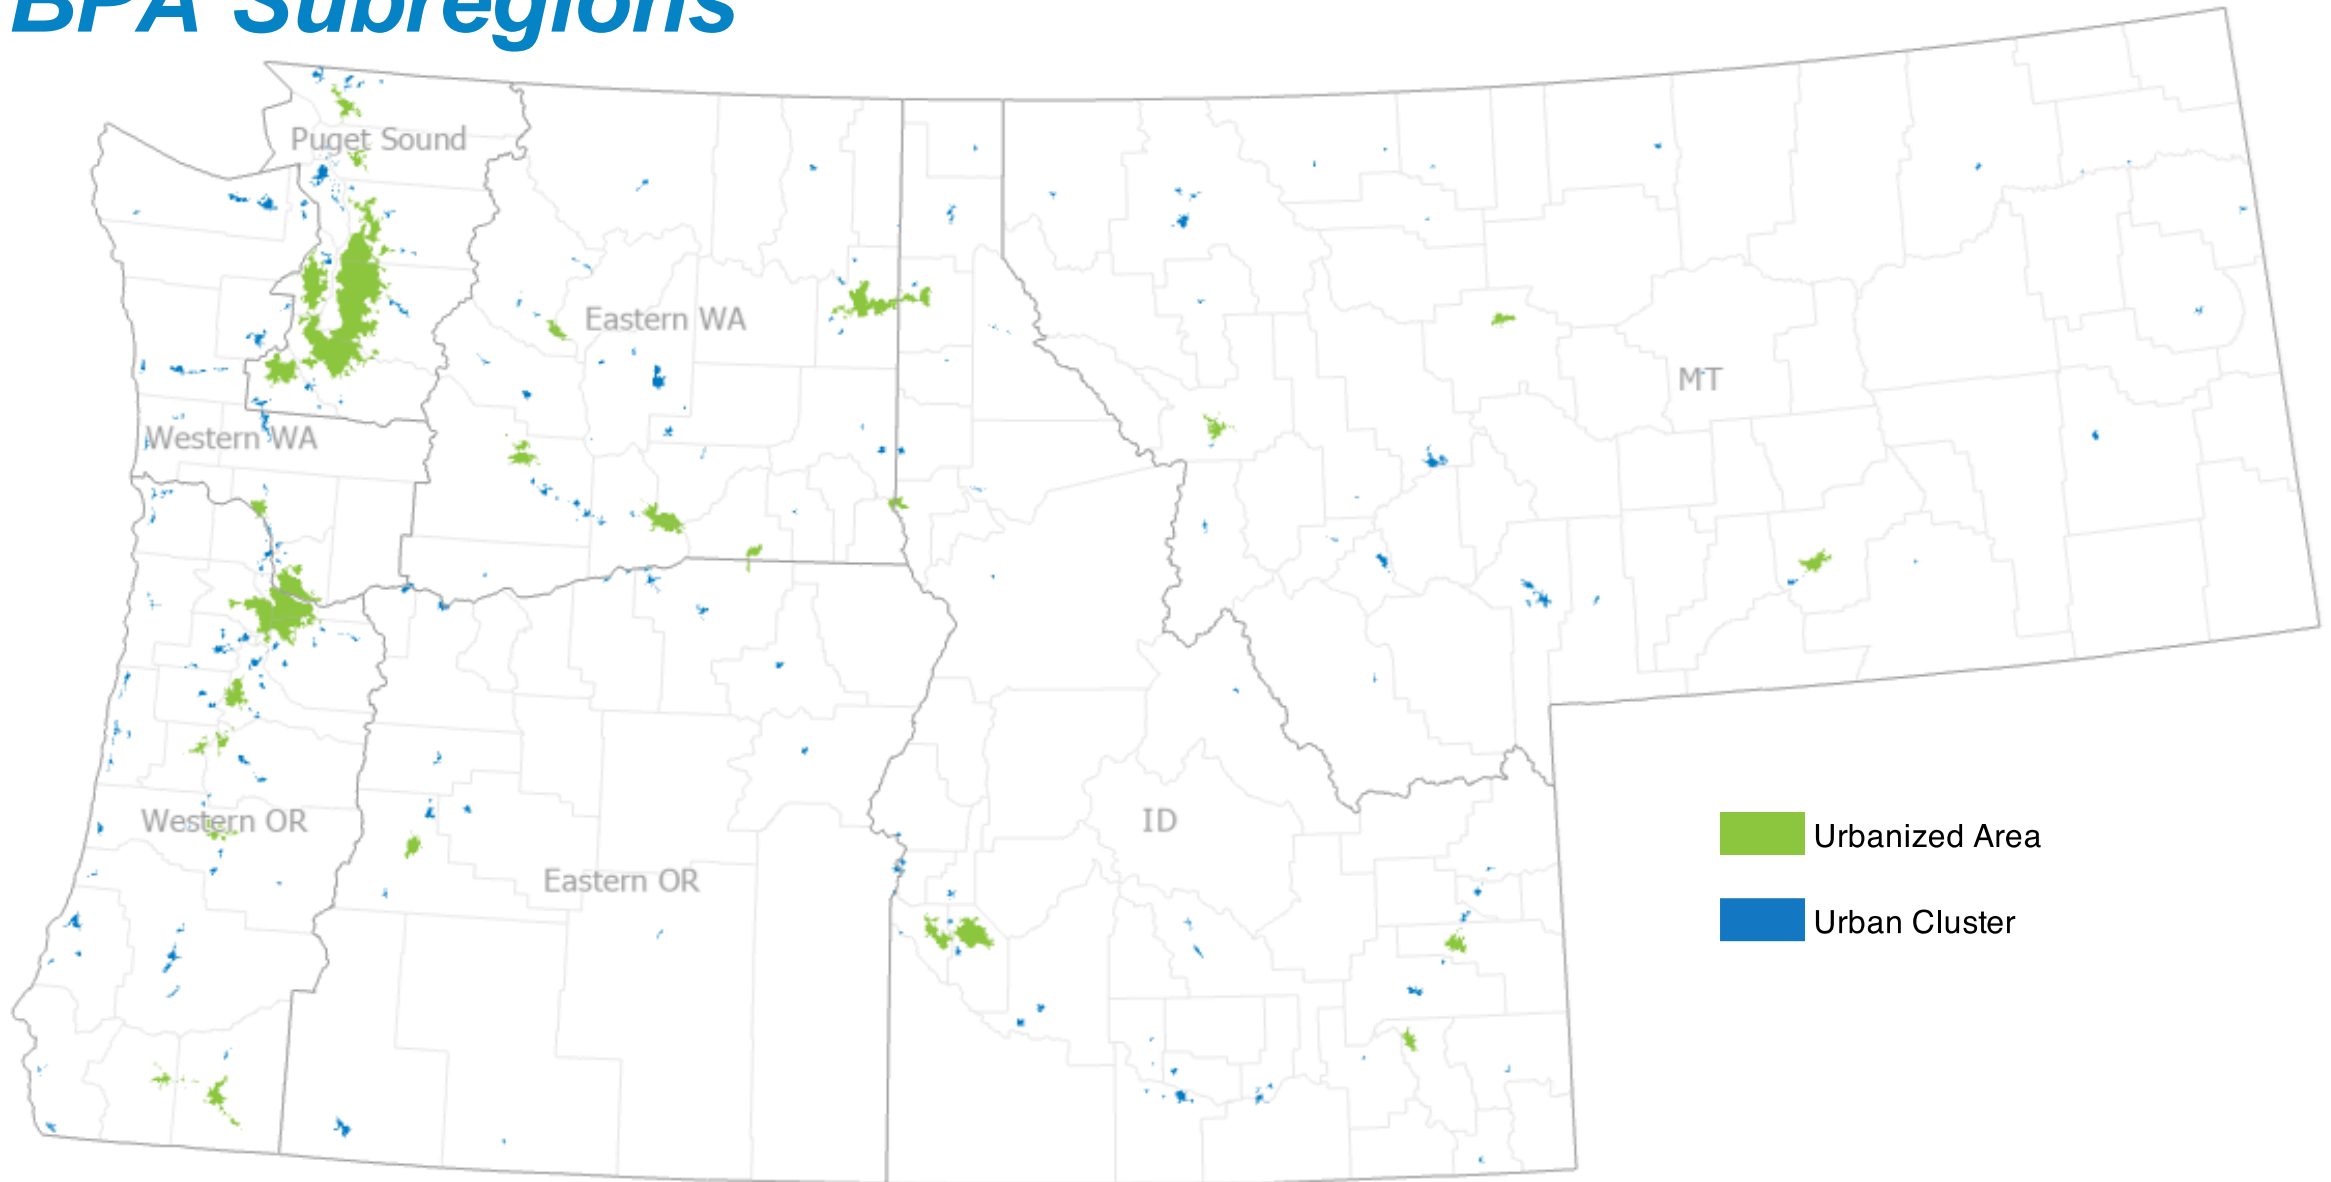 BPA Subregions
Puget Sound
Eastern WA
MT
Western WA
Western OR
ID
Eastern OR
Urbanized Area
Urban Cluster